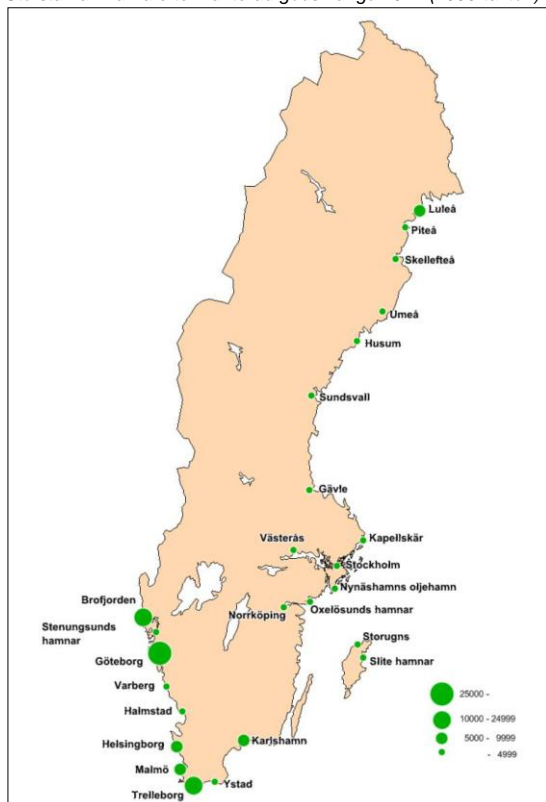 Luleå
Piteå
Skellefteå
Umeå
Husum
Sundsvall
Gävle
Västerås
Kapellskär
Stockholm
Nynäshamns oljehamn
Oxelösunds hamnar
Norrköping
Brofjorden
Stenungsunds
hamnar
Storugns
Slite hamnar
Göteborg
Varberg
Halmstad
Helsingborg
Karlshamn
Malmö
Ystad
Trelleborg
25000 -
10000 - 24999
5000 - 9999
- 4999